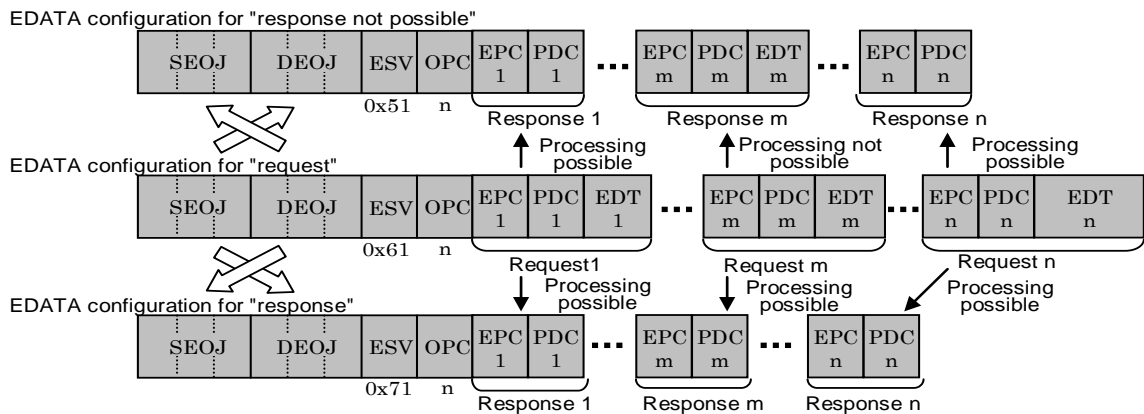 EDATA configuration for "response not possible"
SEOJ DEOJ ESV OPC EPC 1 PDC 1 EPC m PDC m EDT m EPC n PDC n
0x51 n
Response 1 Response m Response n
Processing possible Processing not possible Processing possible
EDATA configuration for "request"
SEOJ DEOJ ESV OPC EPC 1 PDC 1 EDT 1 EPC m PDC m EDT m EPC n PDC n EDT n
0x61 n
Request1 Request m Request n
Processing possible Processing possible Processing possible
EDATA configuration for "response"
SEOJ DEOJ ESV OPC EPC 1 PDC 1 EPC m PDC m EPC n PDC n
0x71 n
Response 1 Response m Response n